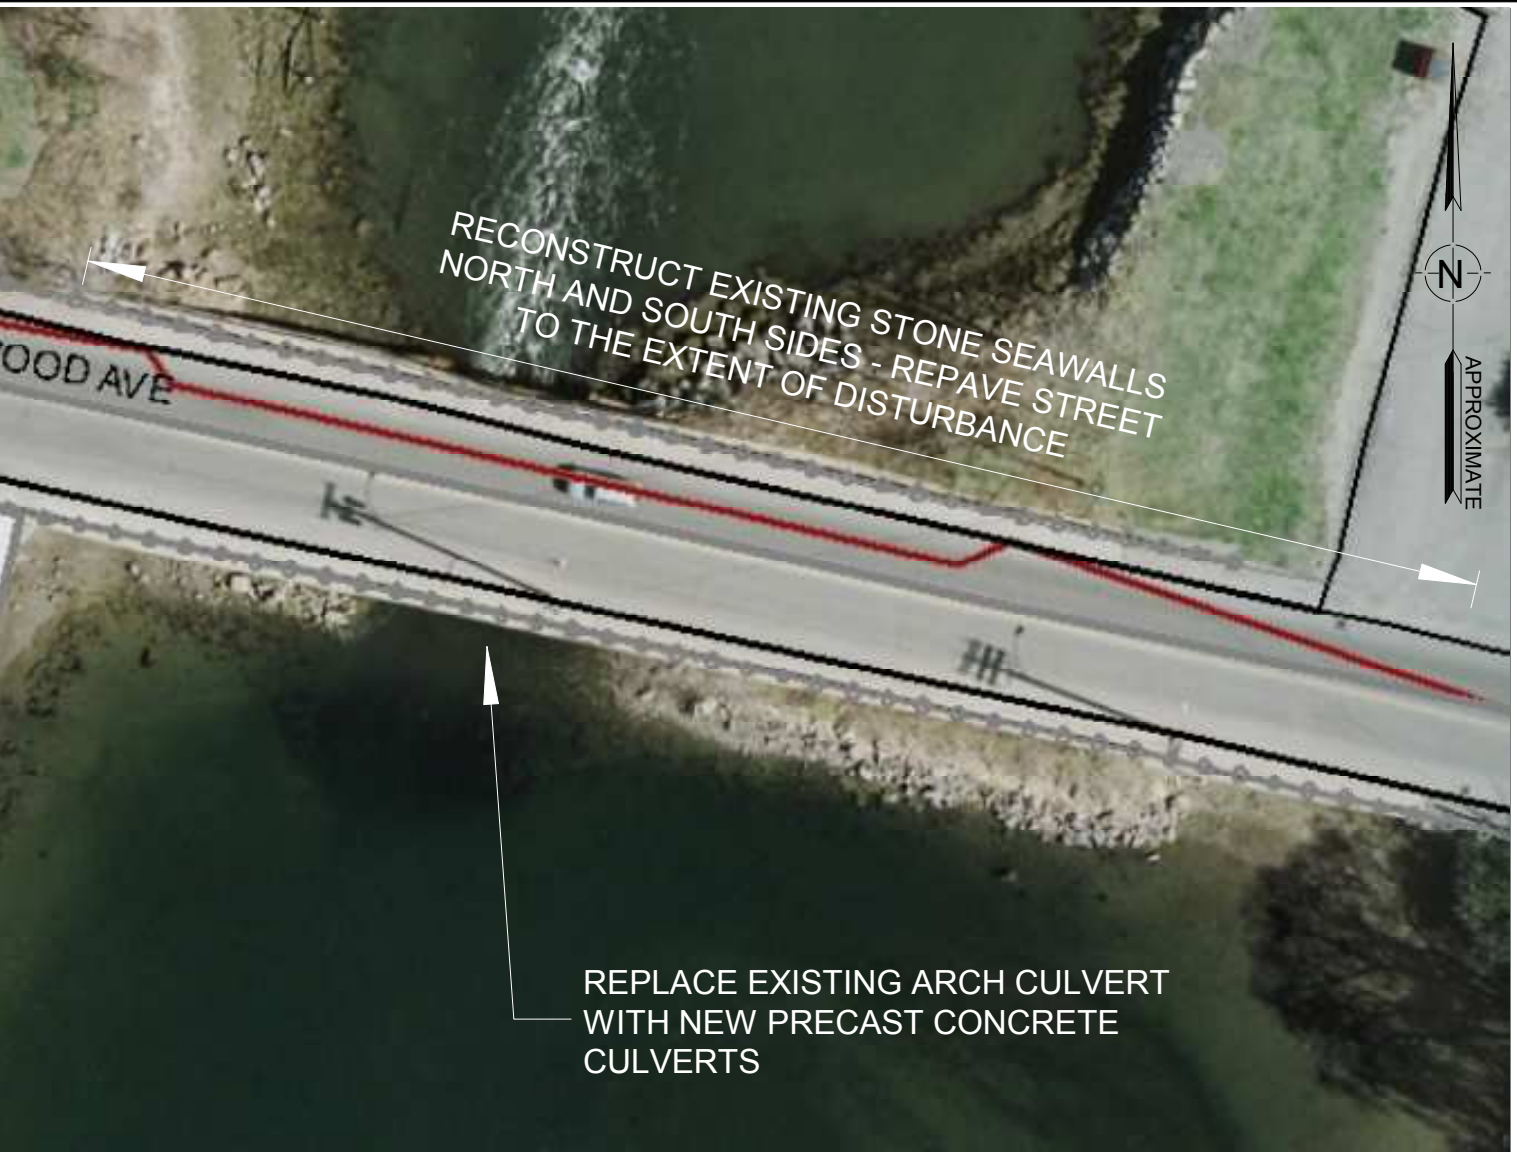 RECONSTRUCT EXISTING STONE SEAWALLS
NORTH AND SOUTH SIDES - REPAVE STREET
TO THE EXTENT OF DISTURBANCE
N
APPROXIMATE
OOD AVE
REPLACE EXISTING ARCH CULVERT
WITH NEW PRECAST CONCRETE
CULVERTS